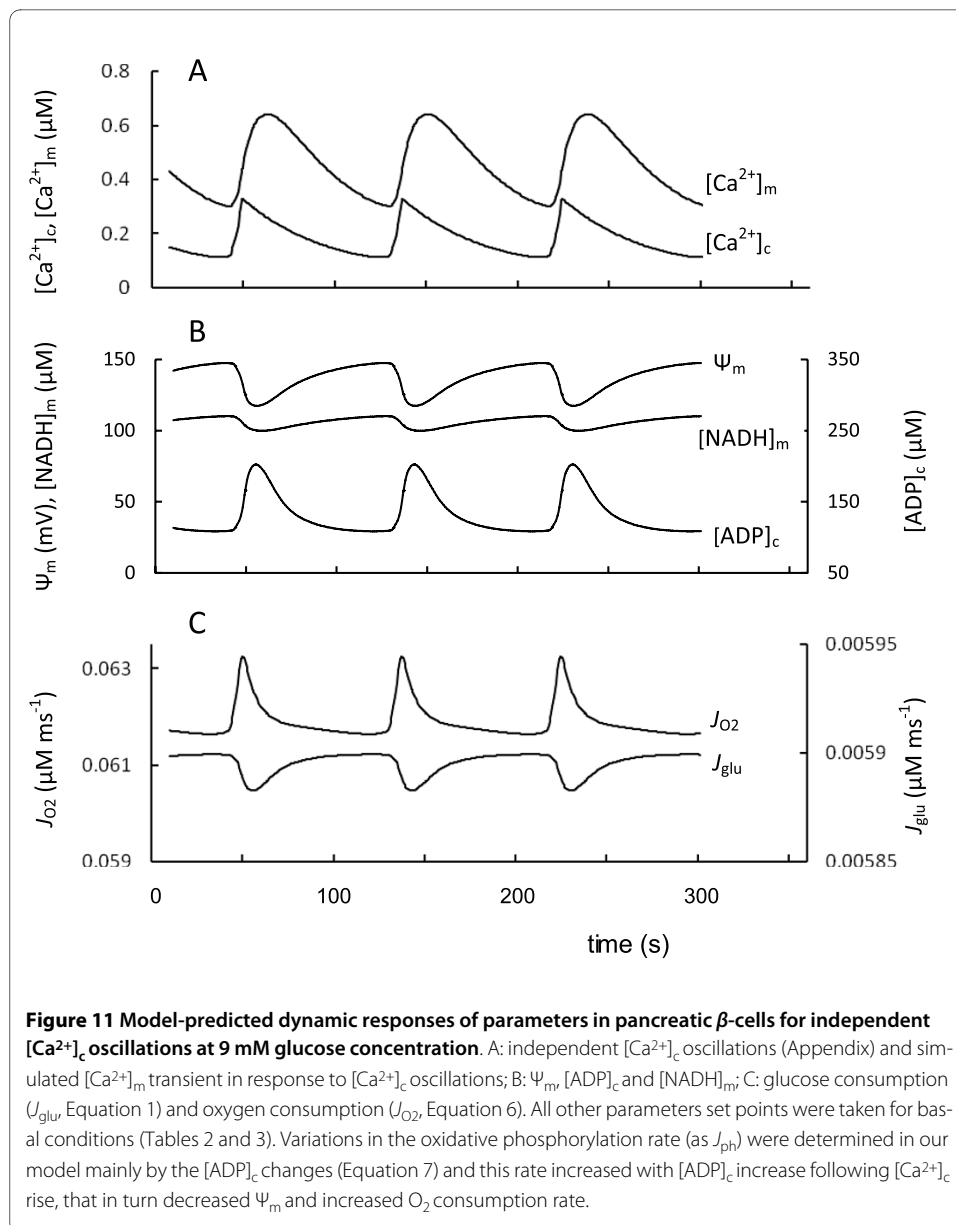 A
0.8
0.6
0.4
0.2
0
[Ca²⁺]c, [Ca²⁺]m (μM)
[Ca²⁺]m
[Ca²⁺]c
B
150
100
50
0
Ψm (mV), [NADH]m (μM)
350
250
150
50
[ADP]c (μM)
Ψm
[NADH]m
[ADP]c
C
0.063
0.061
0.059
JO2 (μM ms⁻¹)
0.00595
0.0059
0.00585
Jglu (μM ms⁻¹)
JO2
Jglu
0 100 200 300
time (s)
Figure 11 Model-predicted dynamic responses of parameters in pancreatic β-cells for independent
[Ca²⁺]c oscillations at 9 mM glucose concentration. A: independent [Ca²⁺]c oscillations (Appendix) and sim-
ulated [Ca²⁺]m transient in response to [Ca²⁺]c oscillations; B: Ψm, [ADP]c and [NADH]m; C: glucose consumption
(Jglu, Equation 1) and oxygen consumption (JO2, Equation 6). All other parameters set points were taken for bas-
al conditions (Tables 2 and 3). Variations in the oxidative phosphorylation rate (as Jph) were determined in our
model mainly by the [ADP]c changes (Equation 7) and this rate increased with [ADP]c increase following [Ca²⁺]c
rise, that in turn decreased Ψm and increased O2 consumption rate.